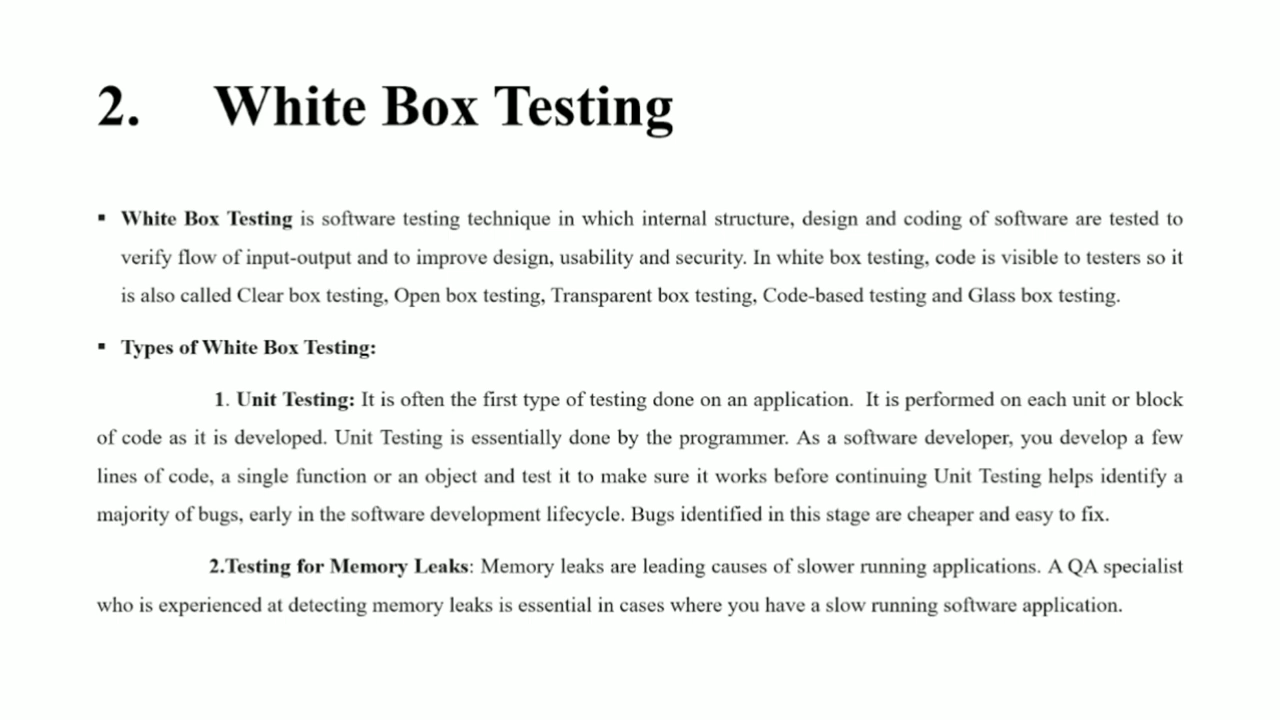 2. White Box Testing
▪ White Box Testing is software testing technique in which internal structure, design and coding of software are tested to
verify flow of input-output and to improve design, usability and security. In white box testing, code is visible to testers so it
is also called Clear box testing, Open box testing, Transparent box testing, Code-based testing and Glass box testing.
▪ Types of White Box Testing:
1. Unit Testing: It is often the first type of testing done on an application. It is performed on each unit or block
of code as it is developed. Unit Testing is essentially done by the programmer. As a software developer, you develop a few
lines of code, a single function or an object and test it to make sure it works before continuing Unit Testing helps identify a
majority of bugs, early in the software development lifecycle. Bugs identified in this stage are cheaper and easy to fix.
2.Testing for Memory Leaks: Memory leaks are leading causes of slower running applications. A QA specialist
who is experienced at detecting memory leaks is essential in cases where you have a slow running software application.